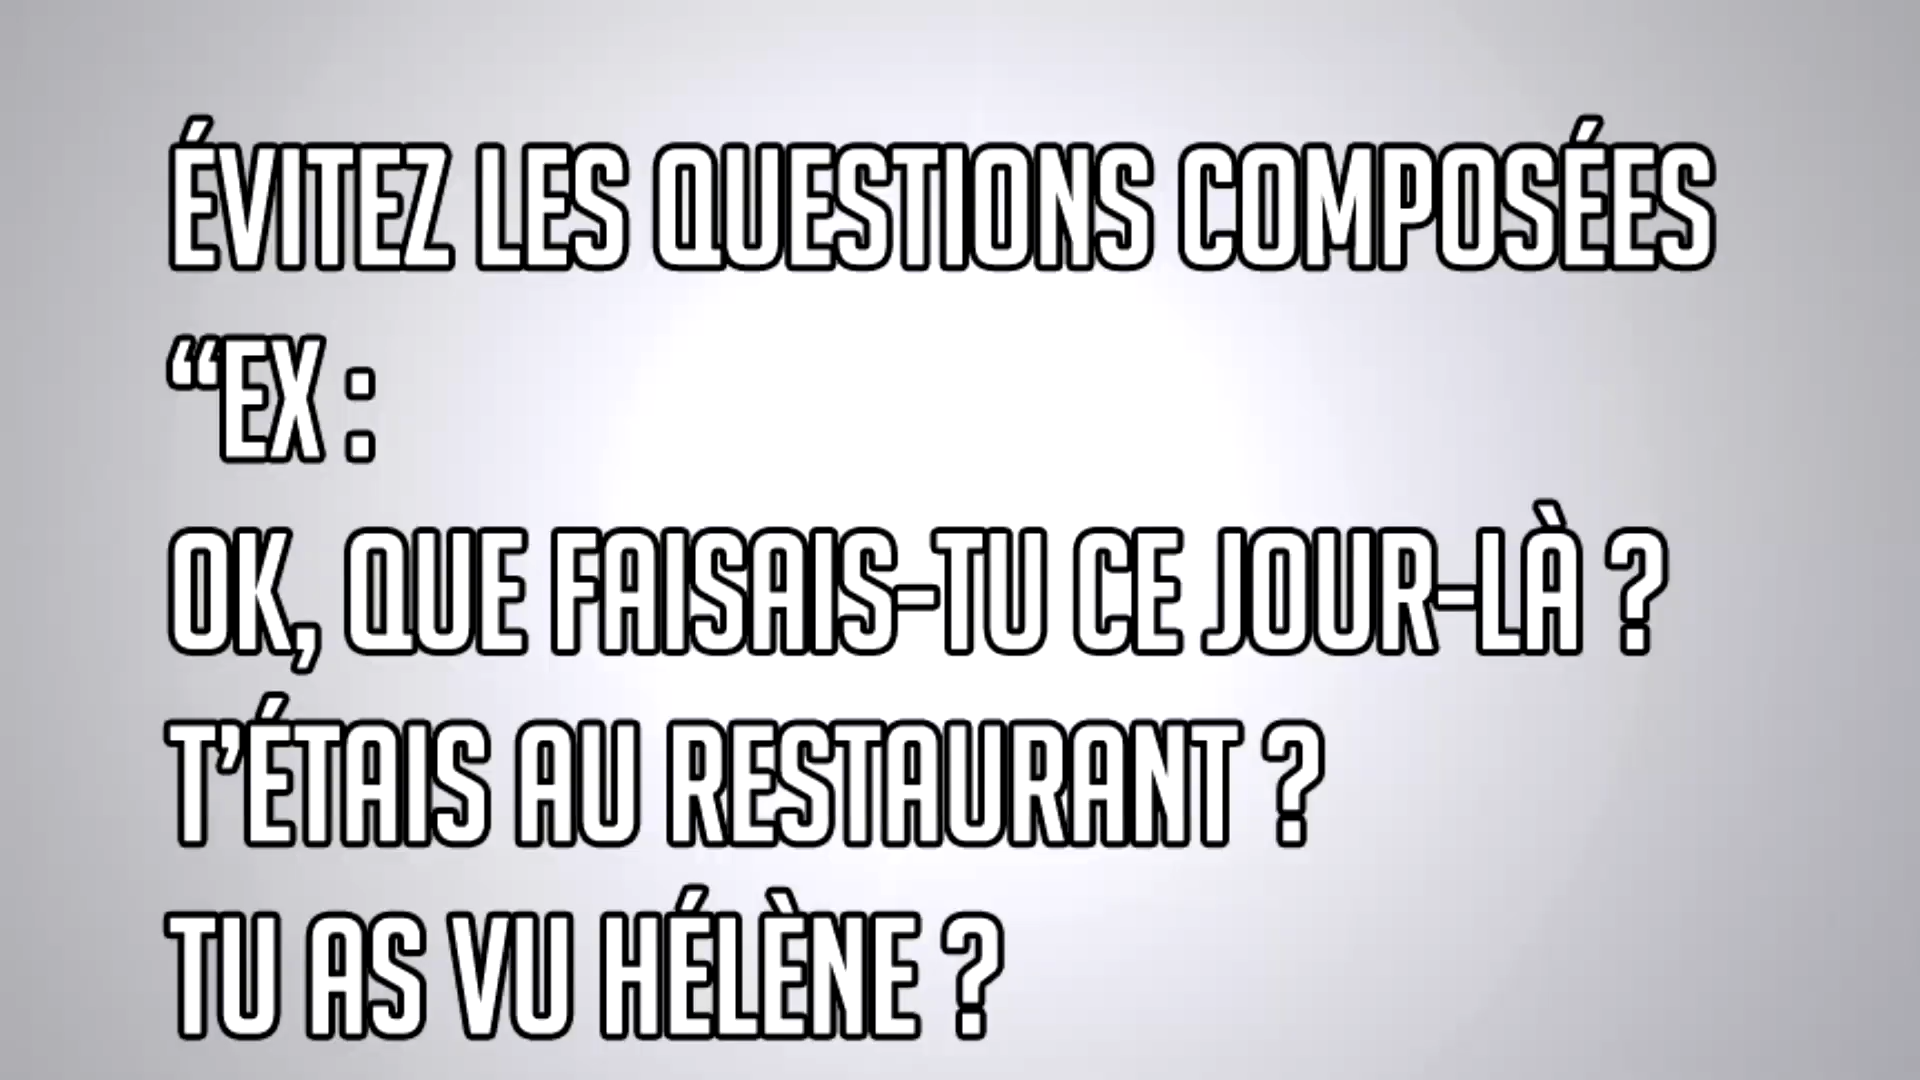 ÉVITEZ LES QUESTIONS COMPOSÉES
“EX :
OK, QUE FAISAIS-TU CE JOUR-LÀ ?
T’ÉTAIS AU RESTAURANT ?
TU AS VU HÉLÈNE ?